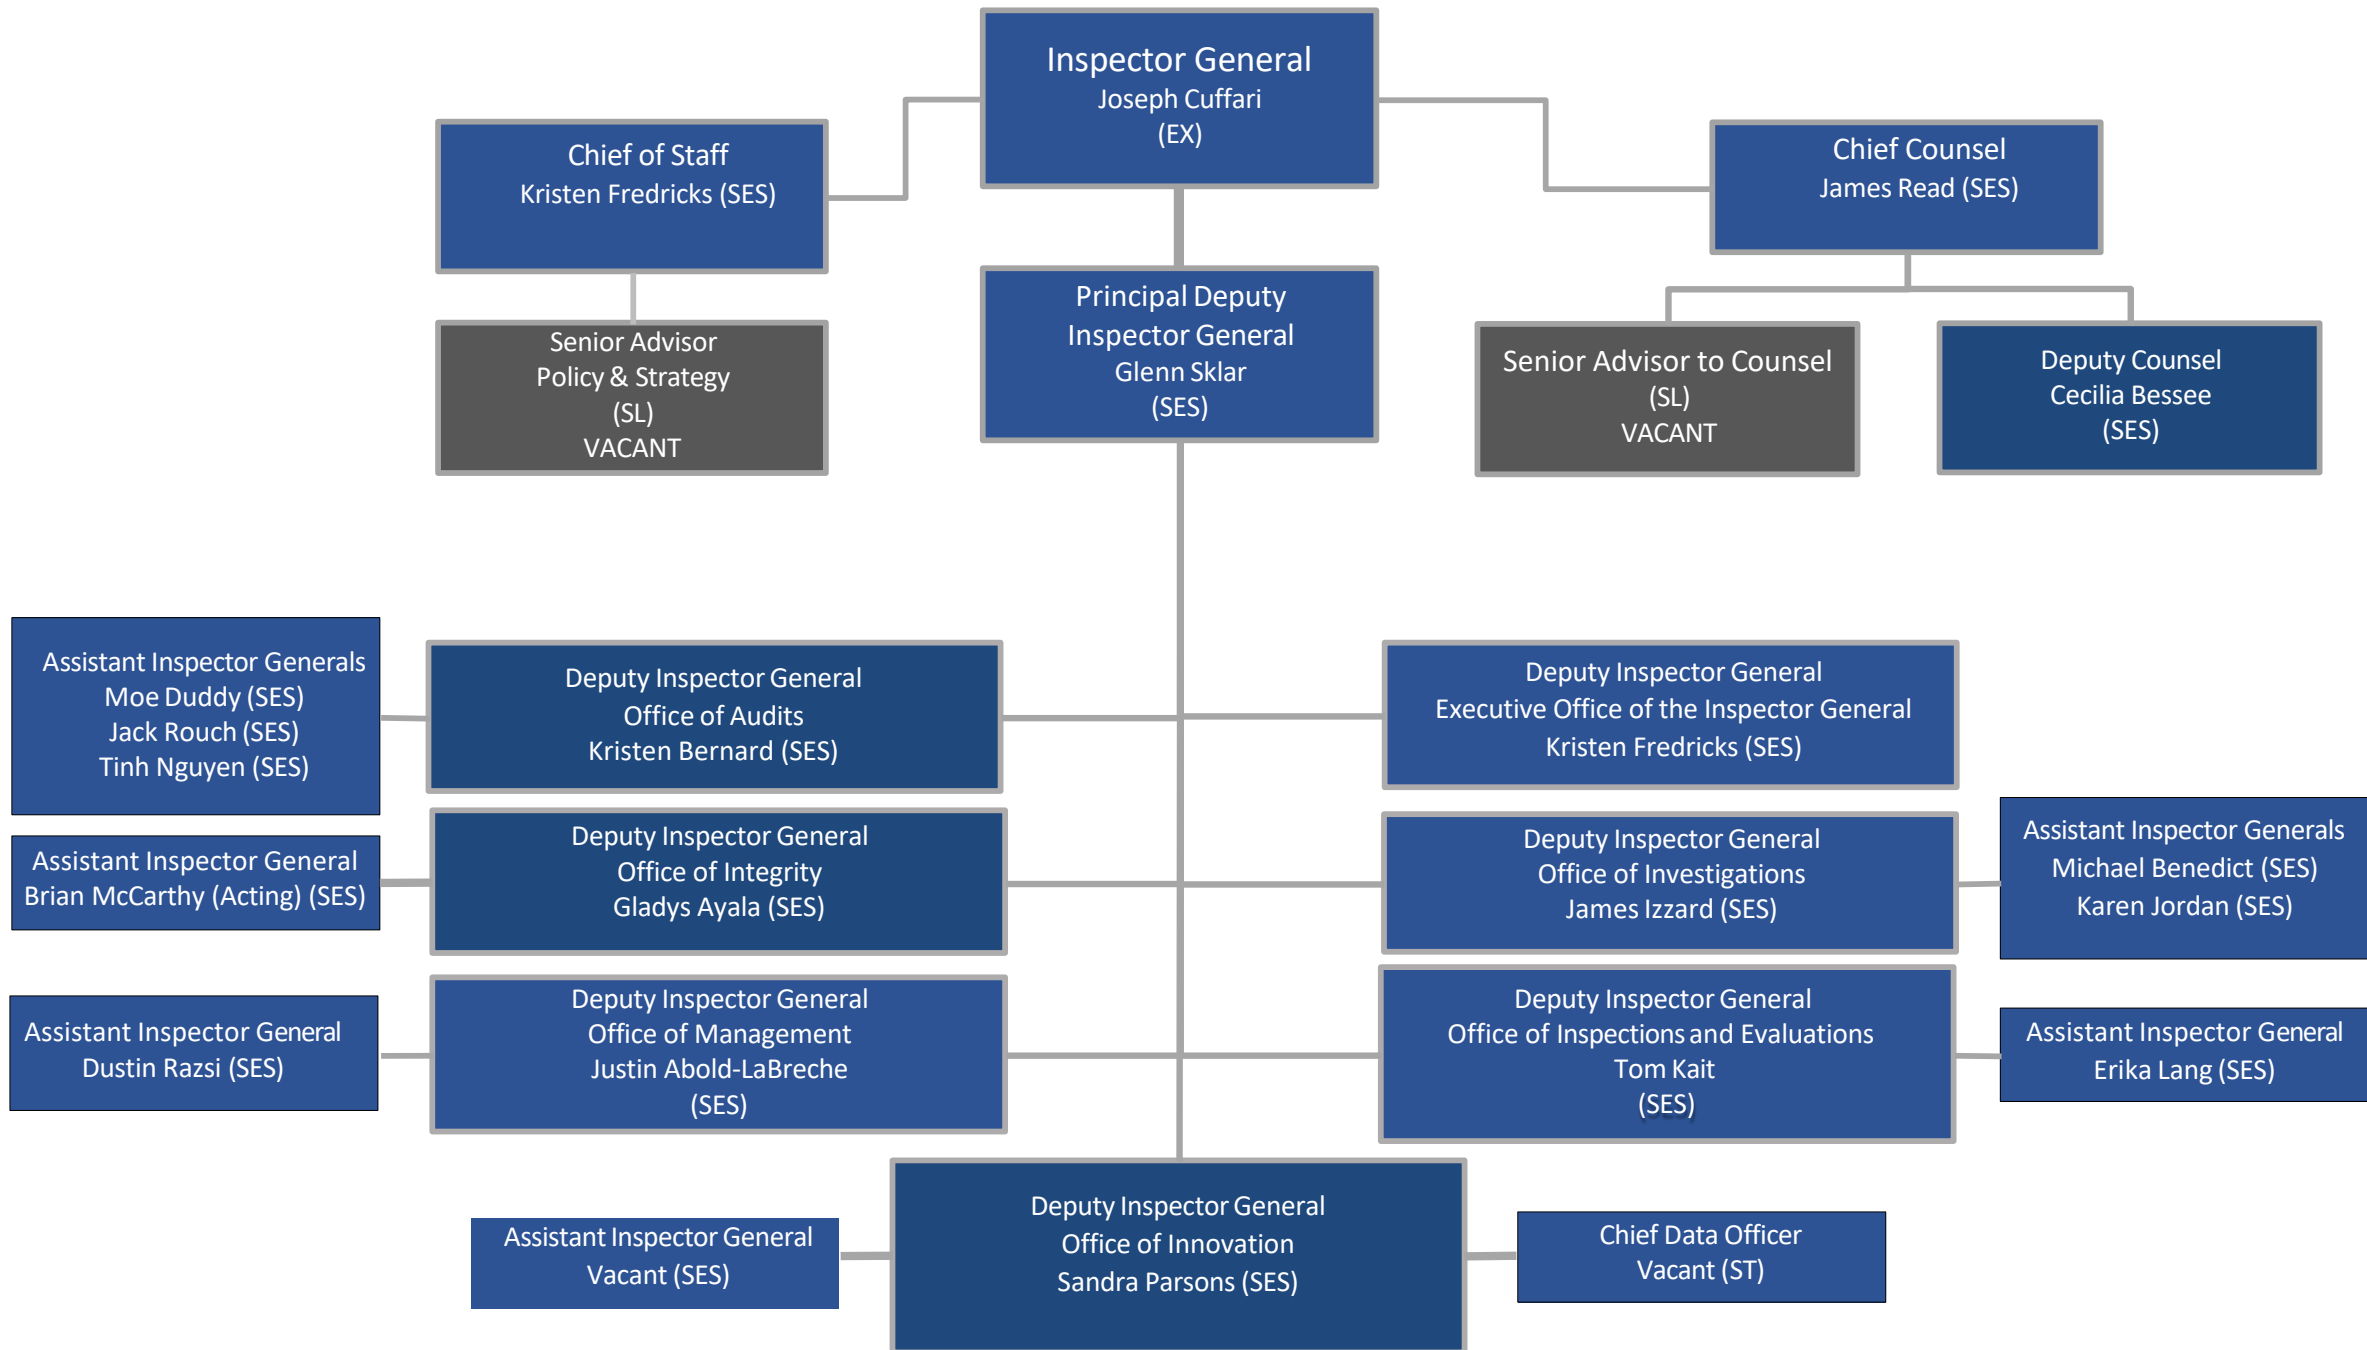 Inspector General
Joseph Cuffari
(EX)
Chief of Staff
Kristen Fredricks (SES)
Chief Counsel
James Read (SES)
Principal Deputy
Inspector General
Glenn Sklar
(SES)
Senior Advisor
Policy & Strategy
(SL)
VACANT
Senior Advisor to Counsel
(SL)
VACANT
Deputy Counsel
Cecilia Bessee
(SES)
Assistant Inspector Generals
Moe Duddy (SES)
Jack Rouch (SES)
Tinh Nguyen (SES)
Deputy Inspector General
Office of Audits
Kristen Bernard (SES)
Deputy Inspector General
Executive Office of the Inspector General
Kristen Fredricks (SES)
Assistant Inspector General
Brian McCarthy (Acting) (SES)
Deputy Inspector General
Office of Integrity
Gladys Ayala (SES)
Deputy Inspector General
Office of Investigations
James Izzard (SES)
Assistant Inspector Generals
Michael Benedict (SES)
Karen Jordan (SES)
Assistant Inspector General
Dustin Razsi (SES)
Deputy Inspector General
Office of Management
Justin Abold-LaBreche
(SES)
Deputy Inspector General
Office of Inspections and Evaluations
Tom Kait
(SES)
Assistant Inspector General
Erika Lang (SES)
Assistant Inspector General
Vacant (SES)
Deputy Inspector General
Office of Innovation
Sandra Parsons (SES)
Chief Data Officer
Vacant (ST)